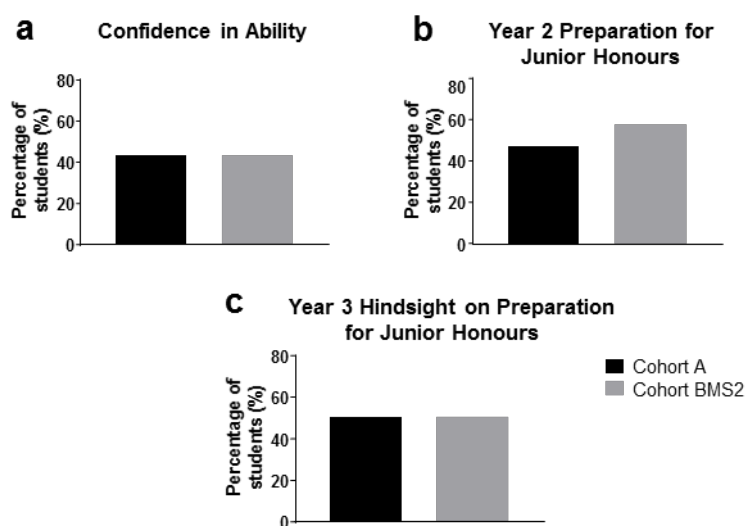 a
Confidence in Ability
Percentage of
students (%)
80
60
40
20
0
b
Year 2 Preparation for
Junior Honours
Percentage of
students (%)
80
60
40
20
0
c
Year 3 Hindsight on Preparation
for Junior Honours
Percentage of
students (%)
80
60
40
20
0
Cohort A
Cohort BMS2